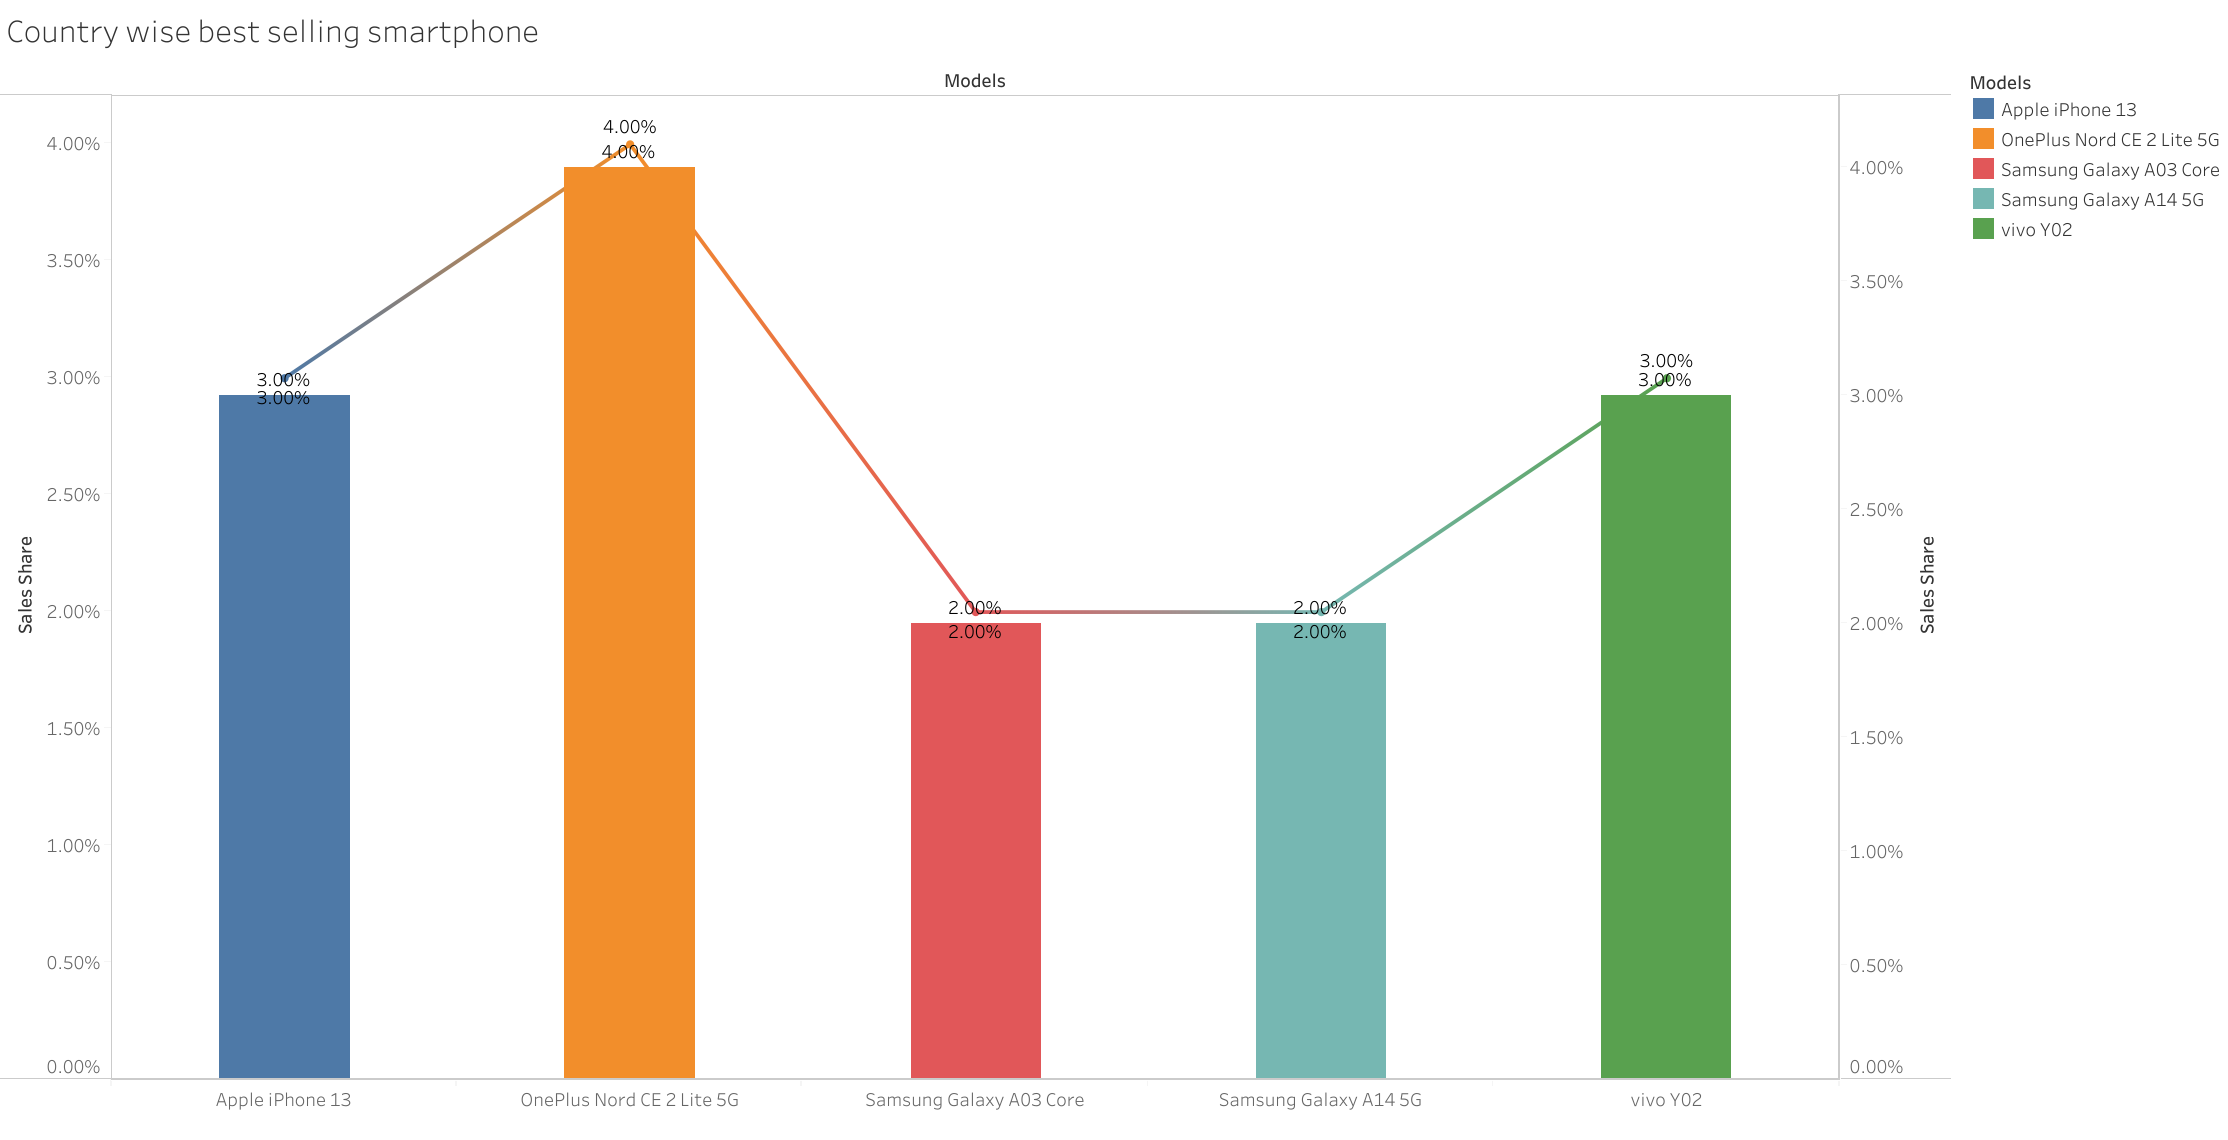 Country wise best selling smartphone
Models
Models
Apple iPhone 13
OnePlus Nord CE 2 Lite 5G
Samsung Galaxy A03 Core
Samsung Galaxy A14 5G
vivo Y02
Sales Share
4.00%
3.50%
3.00%
2.50%
2.00%
1.50%
1.00%
0.50%
0.00%
3.00%
3.00%
4.00%
4.00%
2.00%
2.00%
2.00%
2.00%
3.00%
3.00%
4.00%
3.50%
3.00%
2.50%
2.00%
1.50%
1.00%
0.50%
0.00%
Sales Share
Apple iPhone 13
OnePlus Nord CE 2 Lite 5G
Samsung Galaxy A03 Core
Samsung Galaxy A14 5G
vivo Y02